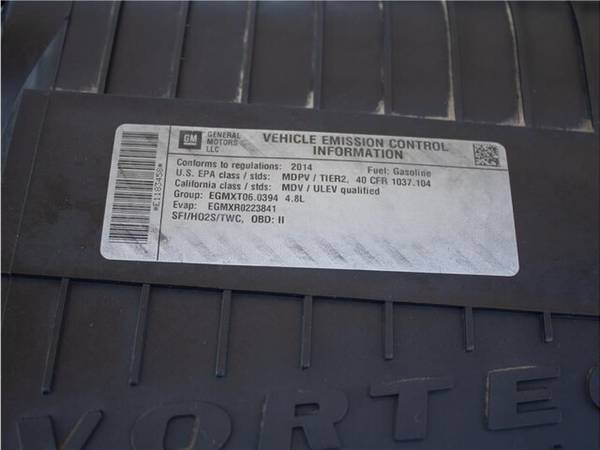 GM
GENERAL
MOTORS
LLC
VEHICLE EMISSION CONTROL
INFORMATION
Conforms to regulations: 2014 Fuel: Gasoline
U.S. EPA class / stds: MDPV / TIER2, 40 CFR 1037.104
California class / stds: MDV / ULEV qualified
Group: EGMXT06.0394 4.8L
Evap: EGMXR0223841
SFI/HO2S/TWC, OBD: II
*E1183458*
VORTEC